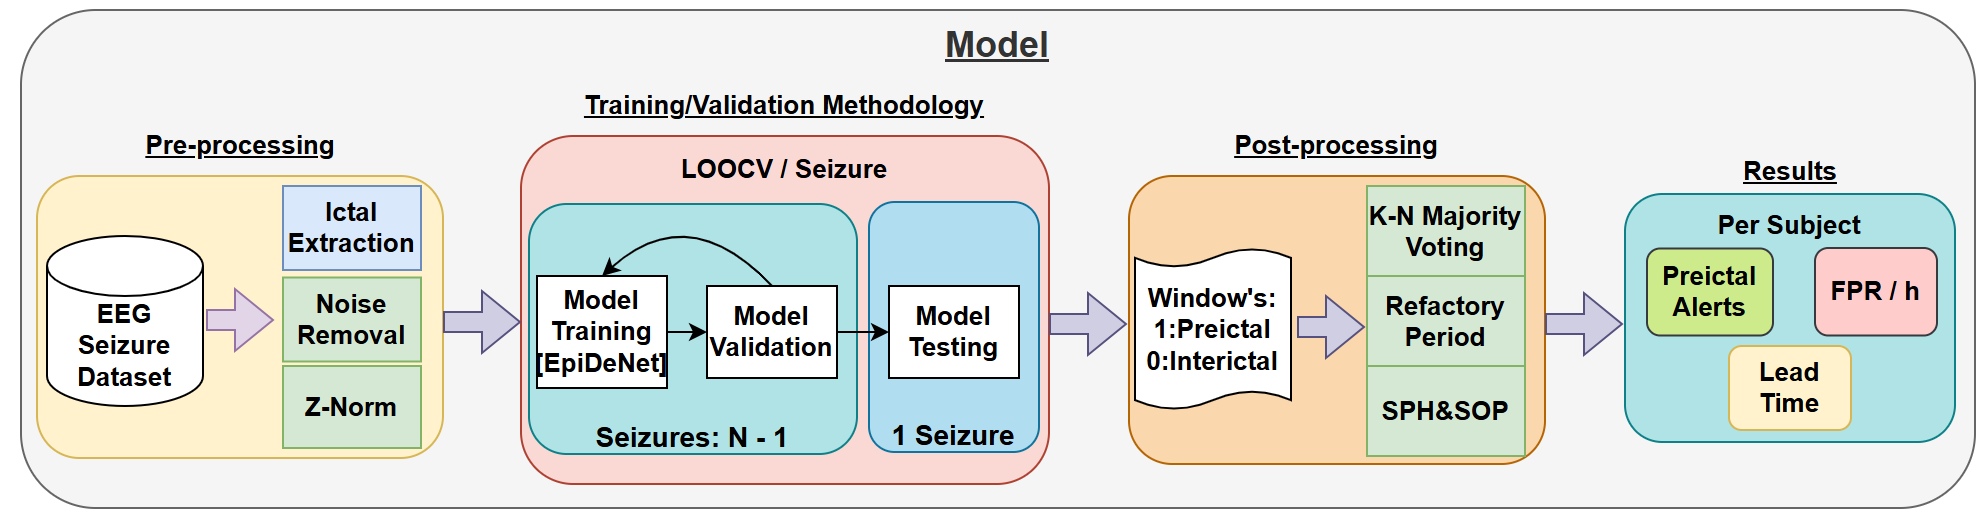 Model
Pre-processing
EEG
Seizure
Dataset
Ictal
Extraction
Noise
Removal
Z-Norm
Training/Validation Methodology
LOOCV / Seizure
Model
Training
[EpiDeNet]
Model
Validation
Seizures: N - 1
Model
Testing
1 Seizure
Post-processing
Window's:
1:Preictal
0:Interictal
K-N Majority
Voting
Refactory
Period
SPH&SOP
Results
Per Subject
Preictal
Alerts
FPR / h
Lead
Time